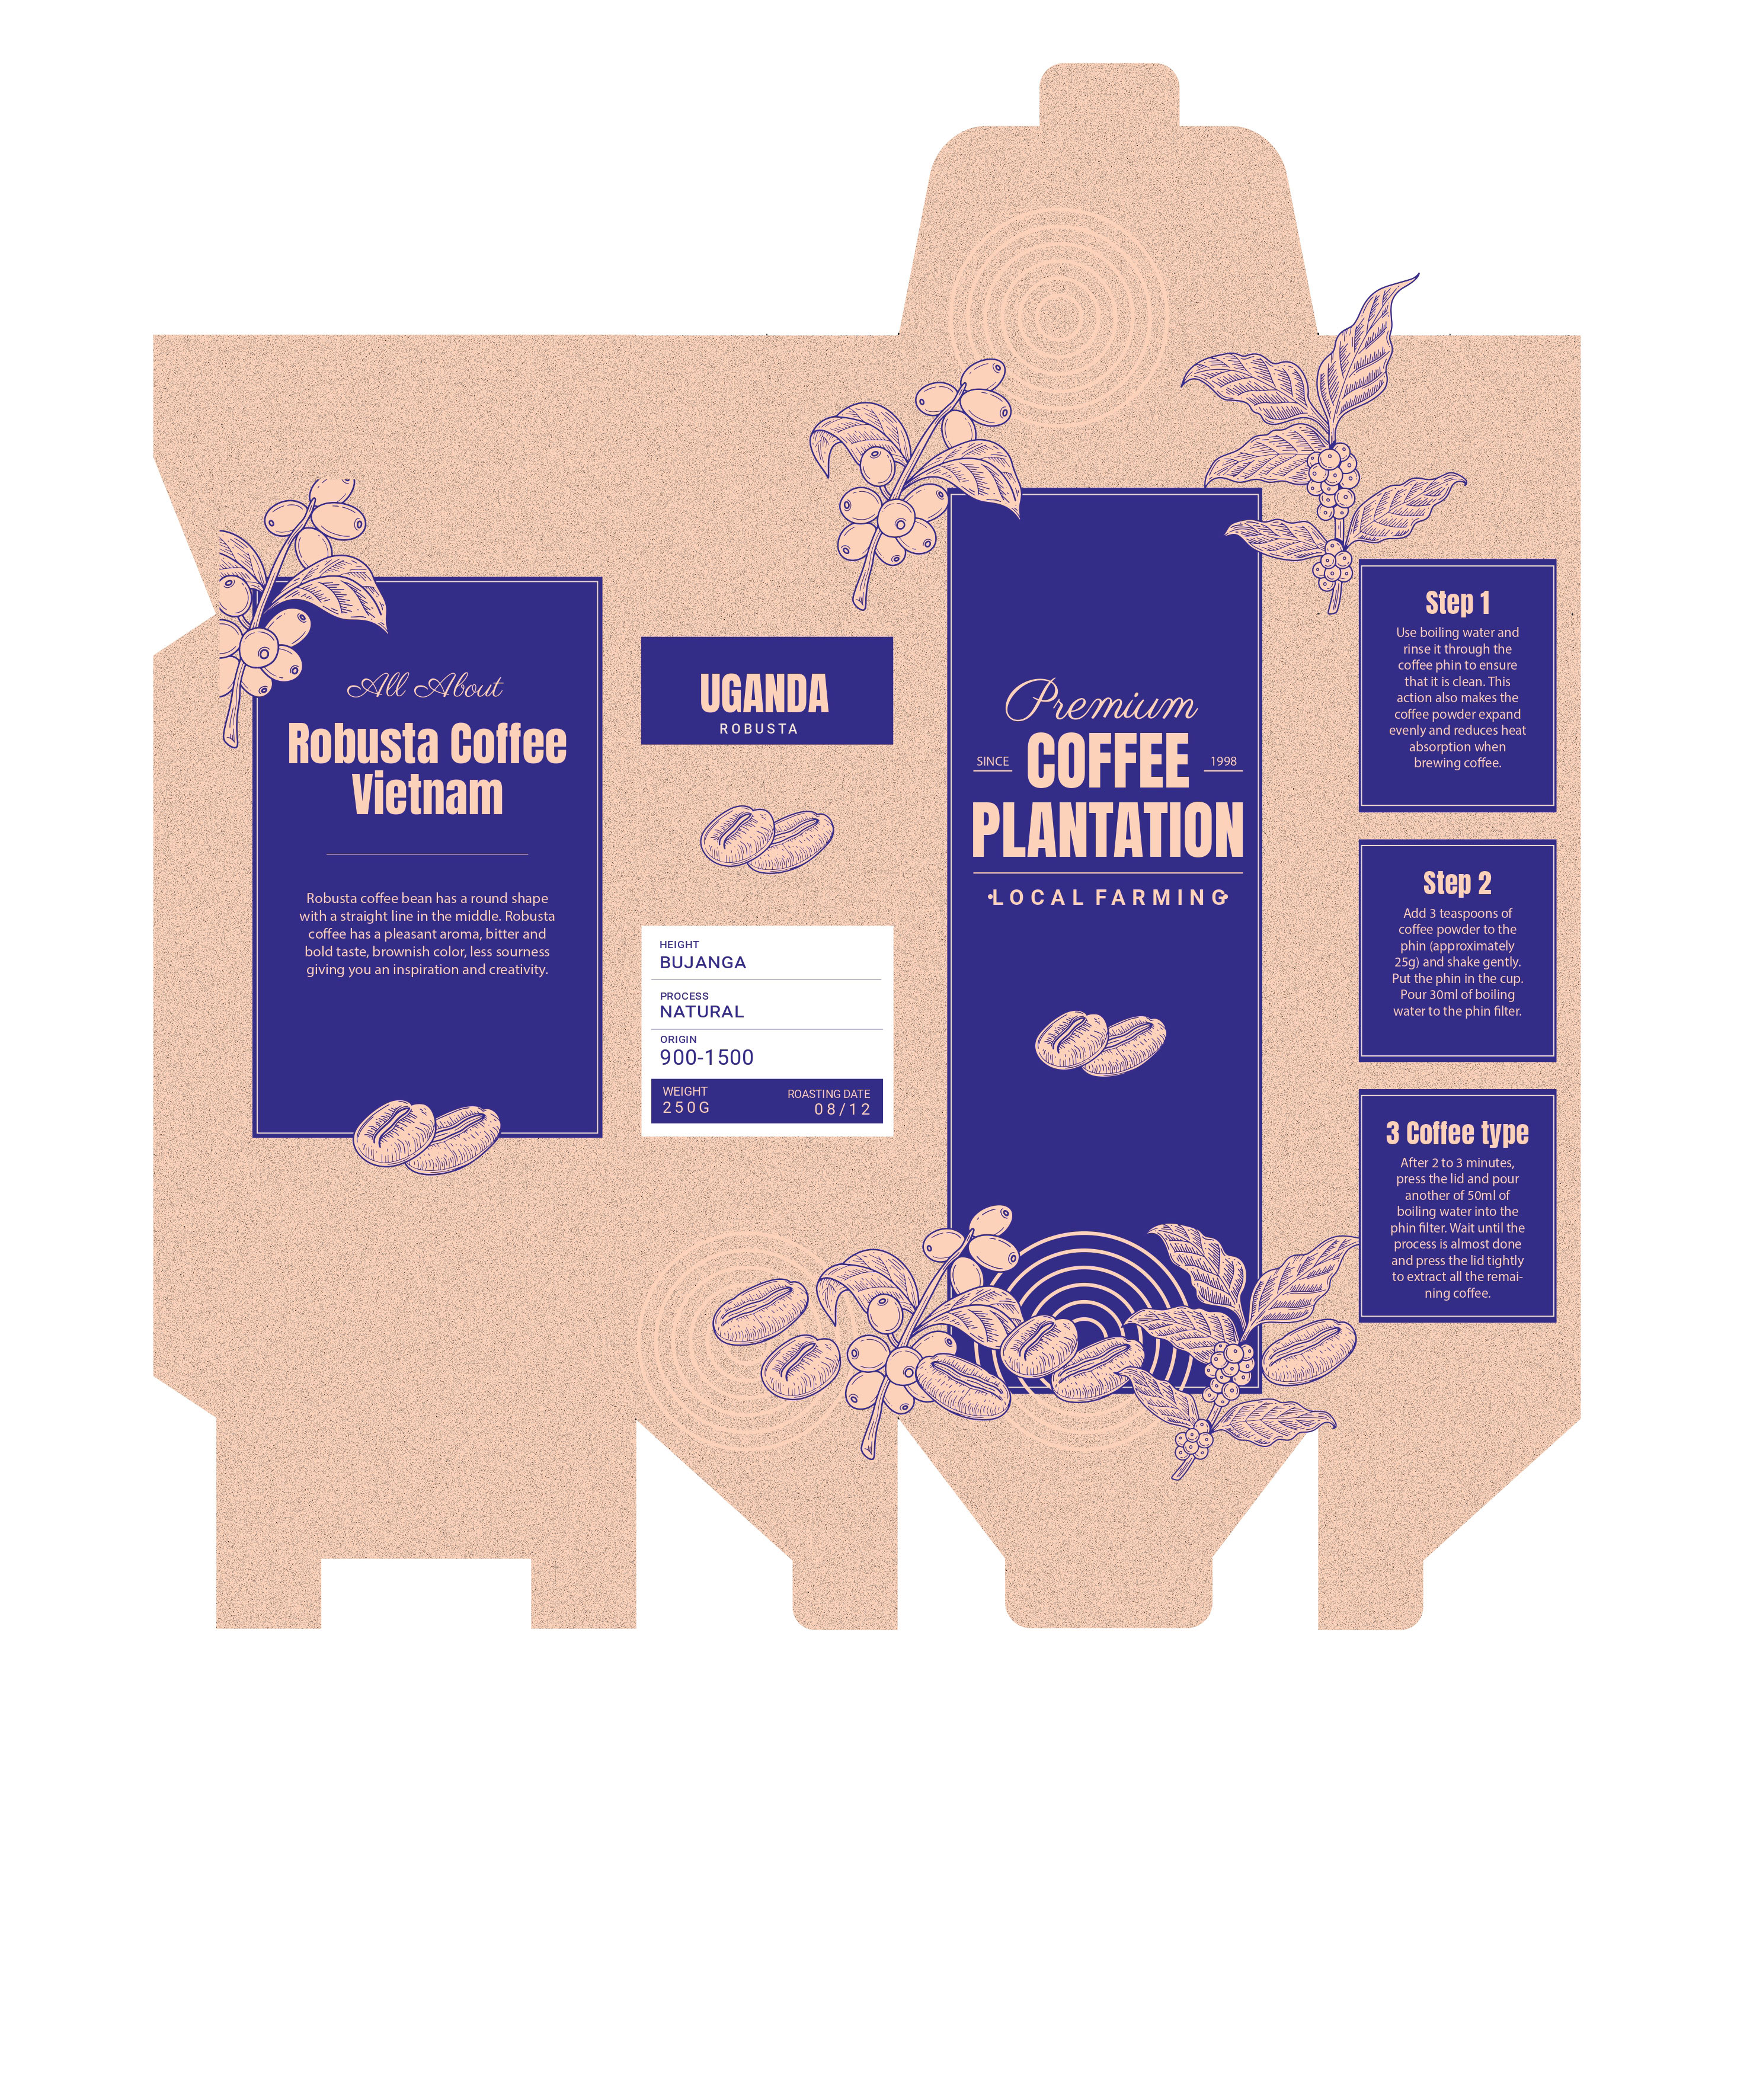 All About
Robusta Coffee
Vietnam
Robusta coffee bean has a round shape
with a straight line in the middle. Robusta
coffee has a pleasant aroma, bitter and
bold taste, brownish color, less sourness
giving you an inspiration and creativity.
UGANDA
ROBUSTA
HEIGHT
BUJANGA
PROCESS
NATURAL
ORIGIN
900-1500
WEIGHT
250G
ROASTING DATE
08/12
Premium
SINCE COFFEE 1998
PLANTATION
•LOCAL FARMING•
Step 1
Use boiling water and
rinse it through the
coffee phin to ensure
that it is clean. This
action also makes the
coffee powder expand
evenly and reduces heat
absorption when
brewing coffee.
Step 2
Add 3 teaspoons of
coffee powder to the
phin (approximately
25g) and shake gently.
Put the phin in the cup.
Pour 30ml of boiling
water to the phin filter.
3 Coffee type
After 2 to 3 minutes,
press the lid and pour
another of 50ml of
boiling water into the
phin filter. Wait until the
process is almost done
and press the lid tightly
to extract all the remai-
ning coffee.